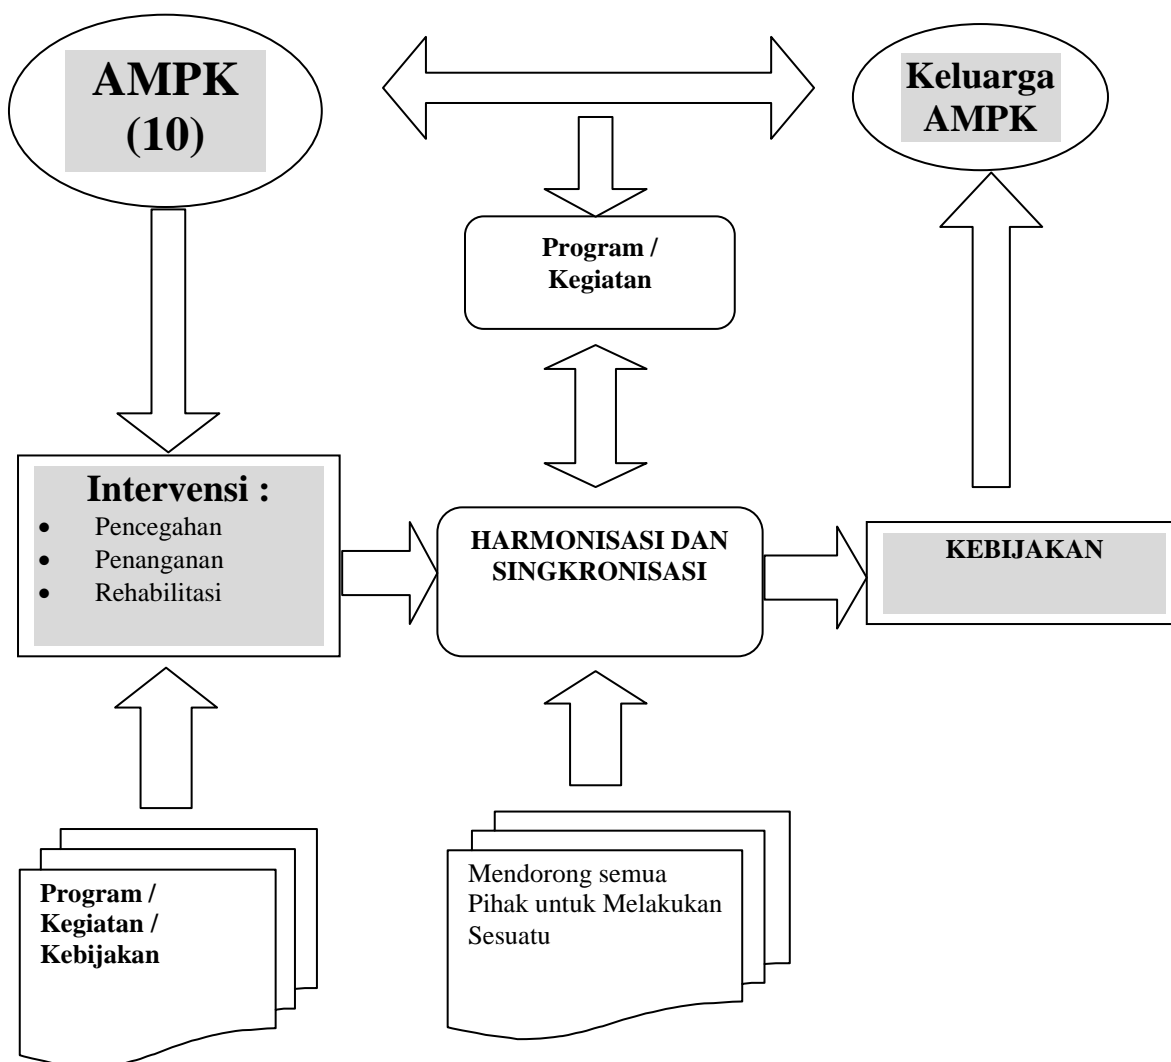 AMPK
(10)
Keluarga
AMPK
Program /
Kegiatan
Intervensi :
• Pencegahan
• Penanganan
• Rehabilitasi
HARMONISASI DAN
SINGKRONISASI
KEBIJAKAN
Program /
Kegiatan /
Kebijakan
Mendorong semua
Pihak untuk Melakukan
Sesuatu